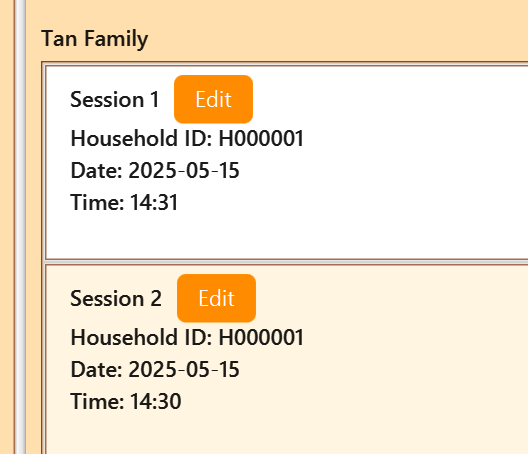 Tan Family
Session 1 Edit
Household ID: H000001
Date: 2025-05-15
Time: 14:31
Session 2 Edit
Household ID: H000001
Date: 2025-05-15
Time: 14:30